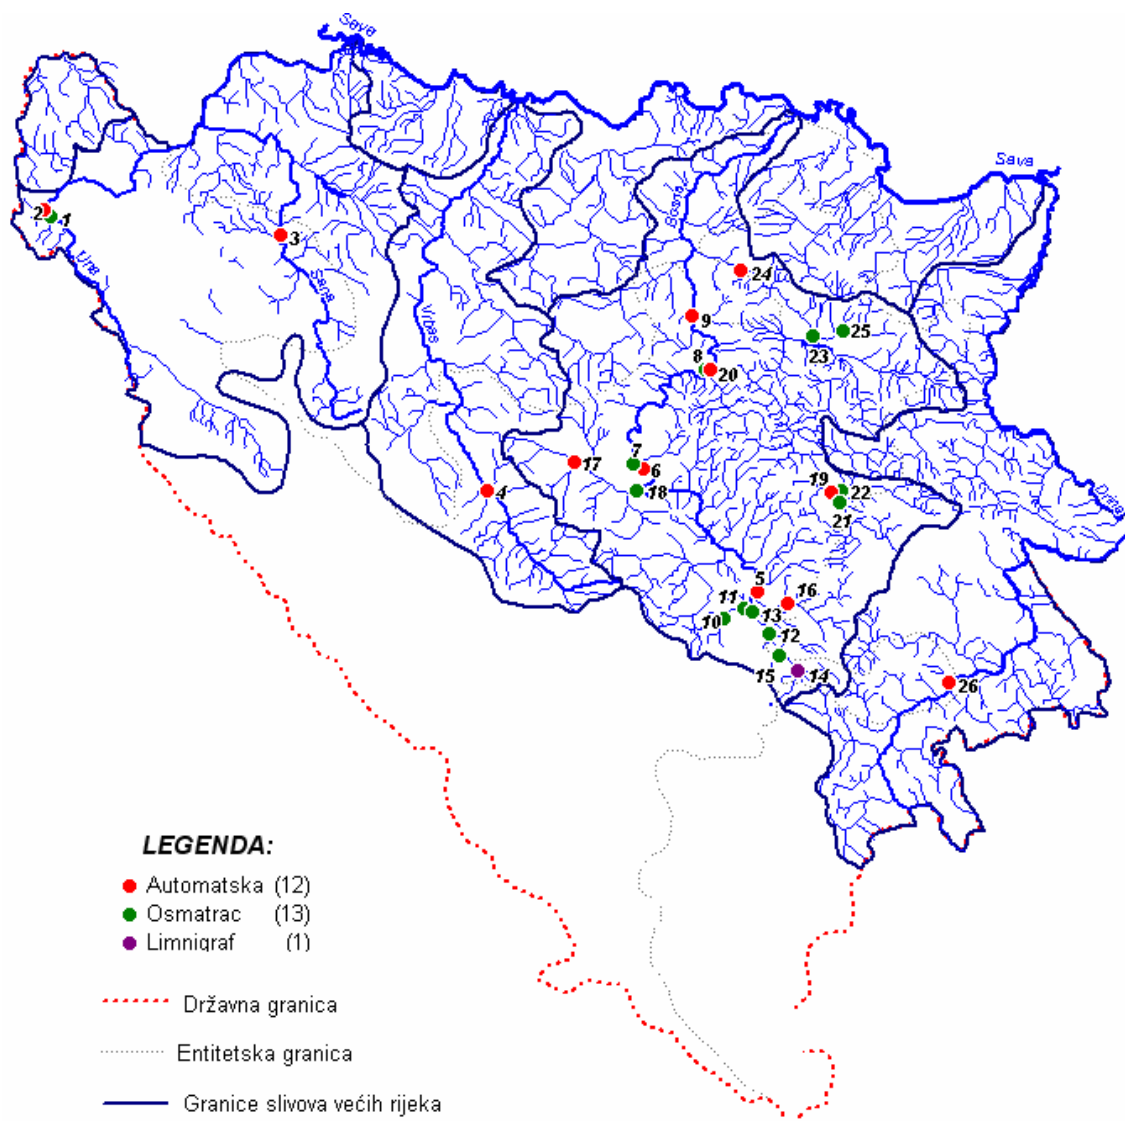 Sava
Sava
Bosna
2
1
3
Una
Sana
Vrbas
24
9
25
23
8
20
7
17
6
4
18
19
22
21
Drina
5
16
11
10
13
12
15
14
26
LEGENDA:
Automatska (12)
Osmatrac (13)
Limnigraf (1)
Državna granica
Entitetska granica
Granice slivova većih rijeka